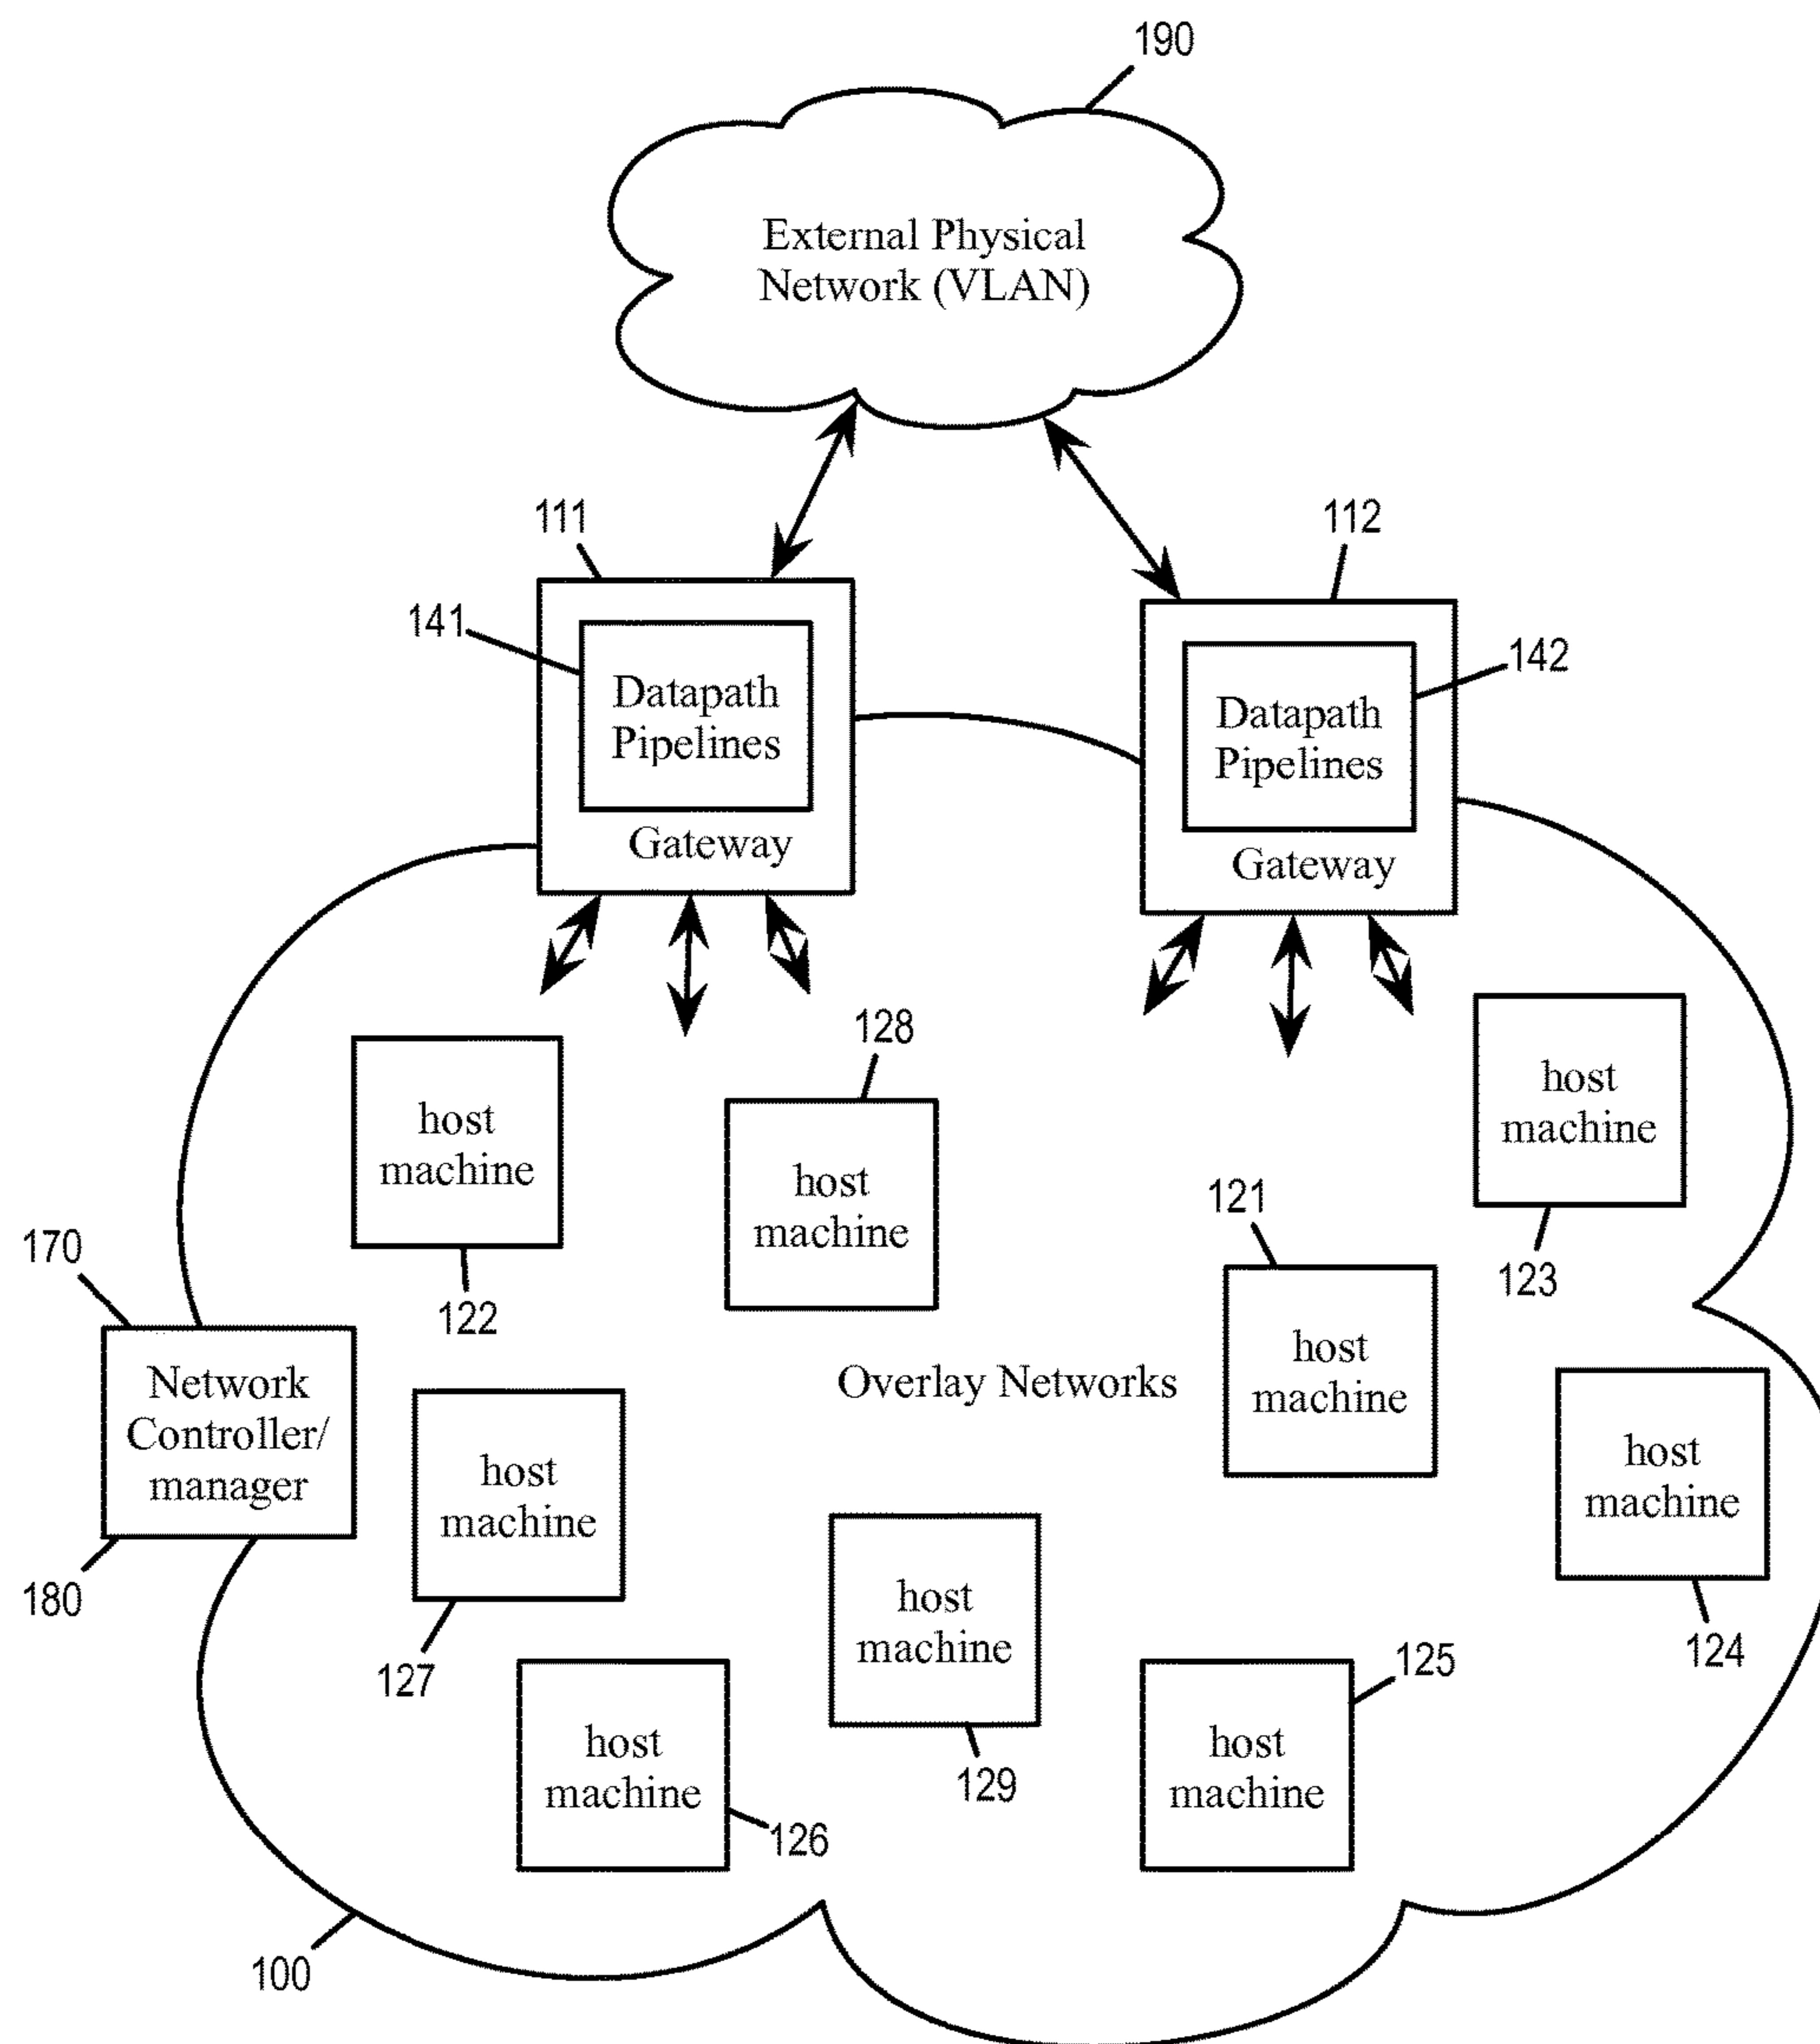 190
External Physical
Network (VLAN)
111
112
141
142
Datapath
Pipelines
Gateway
Datapath
Pipelines
Gateway
128
host
machine
122
host
machine
host
machine
123
121
host
machine
170
Network
Controller/
manager
180
Overlay Networks
host
machine
124
host
machine
127
host
machine
129
host
machine
126
host
machine
125
100